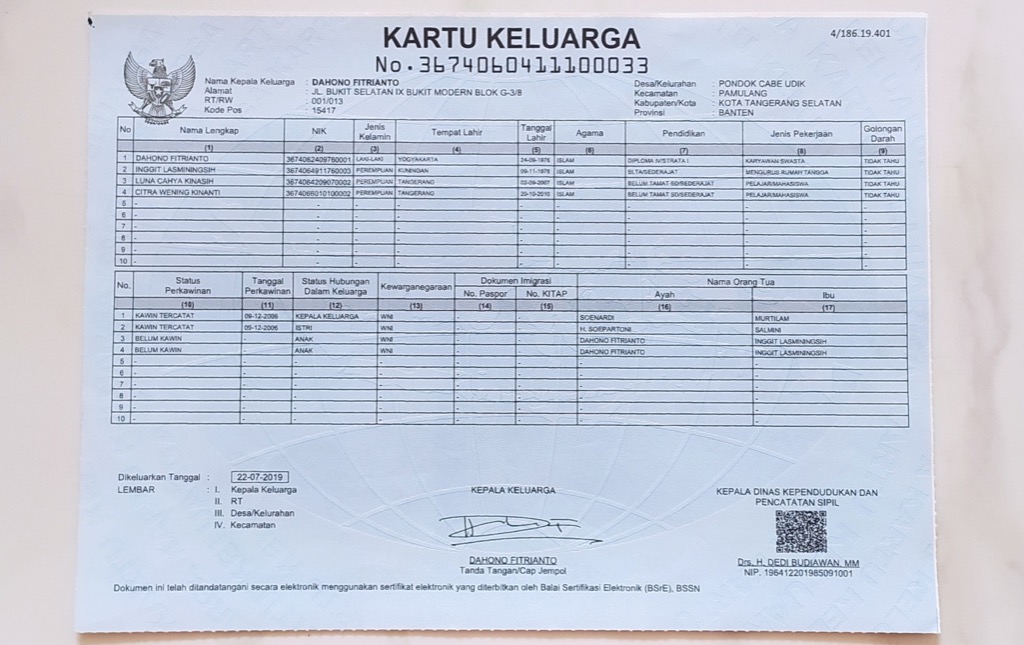 KARTU KELUARGA
4/186.19.401
No.3674060411100033
Nama Kepala Keluarga : DAHONO FITRIANTO
Alamat : JL. BUKIT SELATAN IX BUKIT MODERN BLOK G-3/8
RT/RW : 001/013
Kode Pos : 15417
Desa/Kelurahan : PONDOK CABE UDIK
Kecamatan : PAMULANG
Kabupaten/Kota : KOTA TANGERANG SELATAN
Provinsi : BANTEN
No Nama Lengkap NIK Jenis Kelamin Tempat Lahir Tanggal Lahir Agama Pendidikan Jenis Pekerjaan Golongan Darah
(1) (2) (3) (4) (5) (6) (7) (8) (9)
1 DAHONO FITRIANTO 3674062409760001 LAKI-LAKI YOGYAKARTA 24-09-1976 ISLAM DIPLOMA IV/STRATA I KARYAWAN SWASTA TIDAK TAHU
2 INGGIT LASMININGSIH 3674064911760003 PEREMPUAN KUNINGAN 09-11-1976 ISLAM SLTA/SEDERAJAT MENGURUS RUMAH TANGGA TIDAK TAHU
3 LUNA CAHYA KINASIH 3674064209070002 PEREMPUAN TANGERANG 02-09-2007 ISLAM BELUM TAMAT SD/SEDERAJAT PELAJAR/MAHASISWA TIDAK TAHU
4 CITRA WENING KINANTI 3674066010100002 PEREMPUAN TANGERANG 20-10-2010 ISLAM BELUM TAMAT SD/SEDERAJAT PELAJAR/MAHASISWA TIDAK TAHU
5 - - - - - - - - -
6 - - - - - - - - -
7 - - - - - - - - -
8 - - - - - - - - -
9 - - - - - - - - -
10 - - - - - - - - -
No. Status Perkawinan Tanggal Perkawinan Status Hubungan Dalam Keluarga Kewarganegaraan Dokumen Imigrasi Nama Orang Tua
No. Paspor No. KITAP Ayah Ibu
(10) (11) (12) (13) (14) (15) (16) (17)
1 KAWIN TERCATAT 09-12-2006 KEPALA KELUARGA WNI - - SOENARDI MURTILAM
2 KAWIN TERCATAT 09-12-2006 ISTRI WNI - - H. SOEPARTONI SALMINI
3 BELUM KAWIN - ANAK WNI - - DAHONO FITRIANTO INGGIT LASMININGSIH
4 BELUM KAWIN - ANAK WNI - - DAHONO FITRIANTO INGGIT LASMININGSIH
5 - - - - - - - -
6 - - - - - - - -
7 - - - - - - - -
8 - - - - - - - -
9 - - - - - - - -
10 - - - - - - - -
Dikeluarkan Tanggal : 22-07-2019
LEMBAR : I. Kepala Keluarga
II. RT
III. Desa/Kelurahan
IV. Kecamatan
KEPALA KELUARGA
DAHONO FITRIANTO
Tanda Tangan/Cap Jempol
KEPALA DINAS KEPENDUDUKAN DAN
PENCATATAN SIPIL
Drs. H. DEDI BUDIAWAN, MM
NIP. 196412201985091001
Dokumen ini telah ditandatangani secara elektronik menggunakan sertifikat elektronik yang diterbitkan oleh Balai Sertifikasi Elektronik (BSrE), BSSN